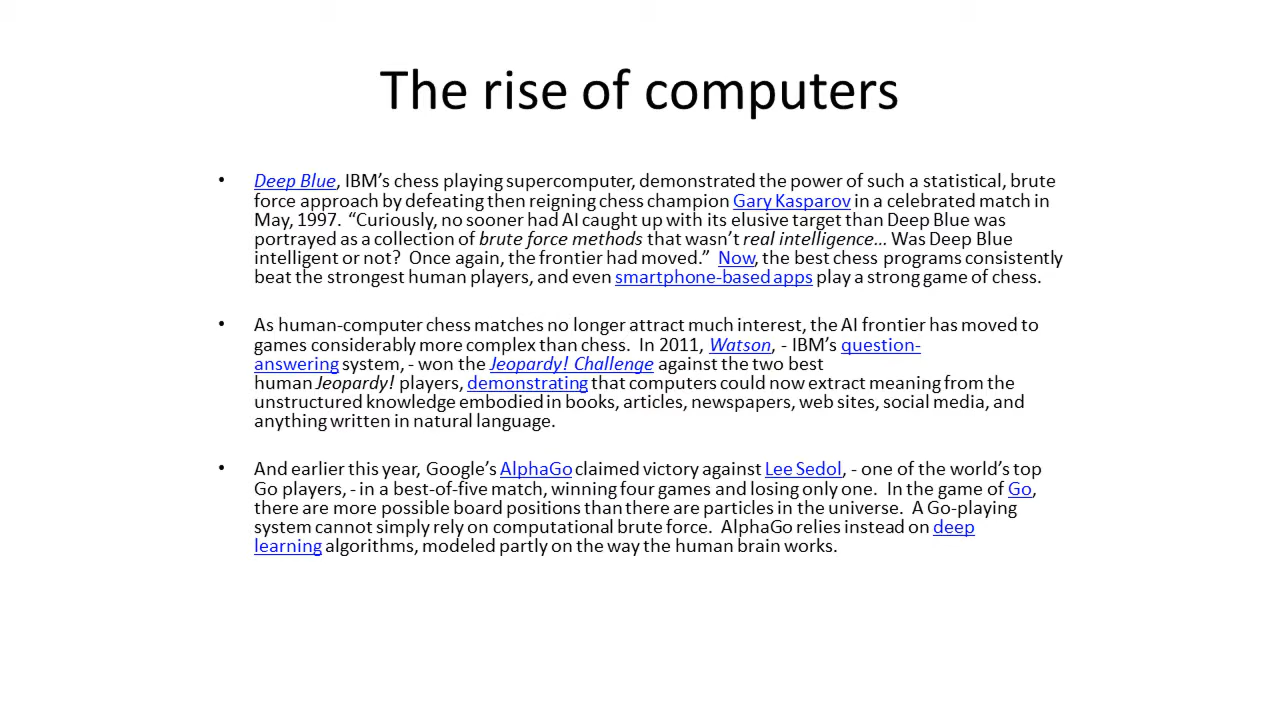 The rise of computers
• Deep Blue, IBM’s chess playing supercomputer, demonstrated the power of such a statistical, brute
force approach by defeating then reigning chess champion Gary Kasparov in a celebrated match in
May, 1997.  “Curiously, no sooner had AI caught up with its elusive target than Deep Blue was
portrayed as a collection of brute force methods that wasn’t real intelligence… Was Deep Blue
intelligent or not?  Once again, the frontier had moved.”  Now, the best chess programs consistently
beat the strongest human players, and even smartphone-based apps play a strong game of chess.
• As human-computer chess matches no longer attract much interest, the AI frontier has moved to
games considerably more complex than chess.  In 2011, Watson, - IBM’s question-
answering system, - won the Jeopardy! Challenge against the two best
human Jeopardy! players, demonstrating that computers could now extract meaning from the
unstructured knowledge embodied in books, articles, newspapers, web sites, social media, and
anything written in natural language.
• And earlier this year, Google’s AlphaGo claimed victory against Lee Sedol, - one of the world’s top
Go players, - in a best-of-five match, winning four games and losing only one.  In the game of Go,
there are more possible board positions than there are particles in the universe.  A Go-playing
system cannot simply rely on computational brute force.  AlphaGo relies instead on deep
learning algorithms, modeled partly on the way the human brain works.